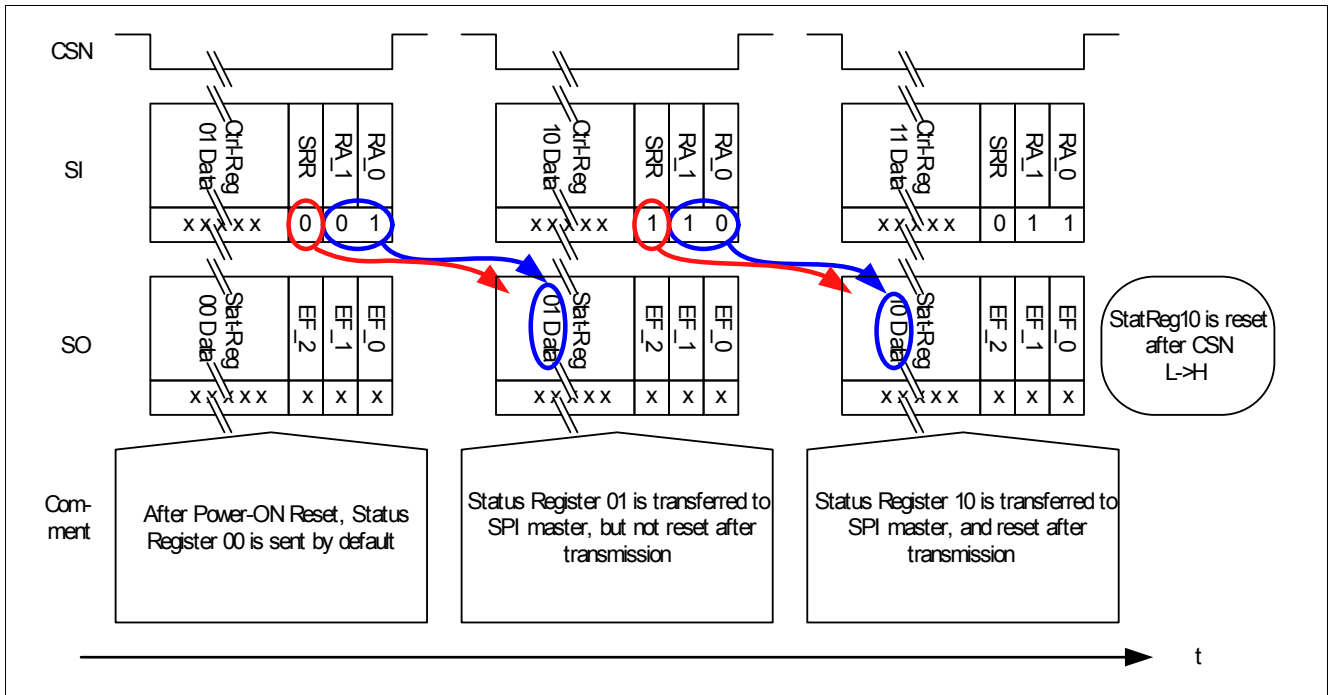 CSN
SI
Ctrl-Reg
01 Data
SRR
RA_1
RA_0
x x x x x
0
0
1
Ctrl-Reg
10 Data
SRR
RA_1
RA_0
x x x x x
1
1
0
Ctrl-Reg
11 Data
SRR
RA_1
RA_0
x x x x x
0
1
1
SO
Stat-Reg
00 Data
EF_2
EF_1
EF_0
x x x x x
x
x
x
Stat-Reg
01 Data
EF_2
EF_1
EF_0
x x x x x
x
x
x
Stat-Reg
10 Data
EF_2
EF_1
EF_0
x x x x x
x
x
x
StatReg10 is reset
after CSN
L->H
Com-
ment
After Power-ON Reset, Status
Register 00 is sent by default
Status Register 01 is transferred to
SPI master, but not reset after
transmission
Status Register 10 is transferred to
SPI master, and reset after
transmission
t